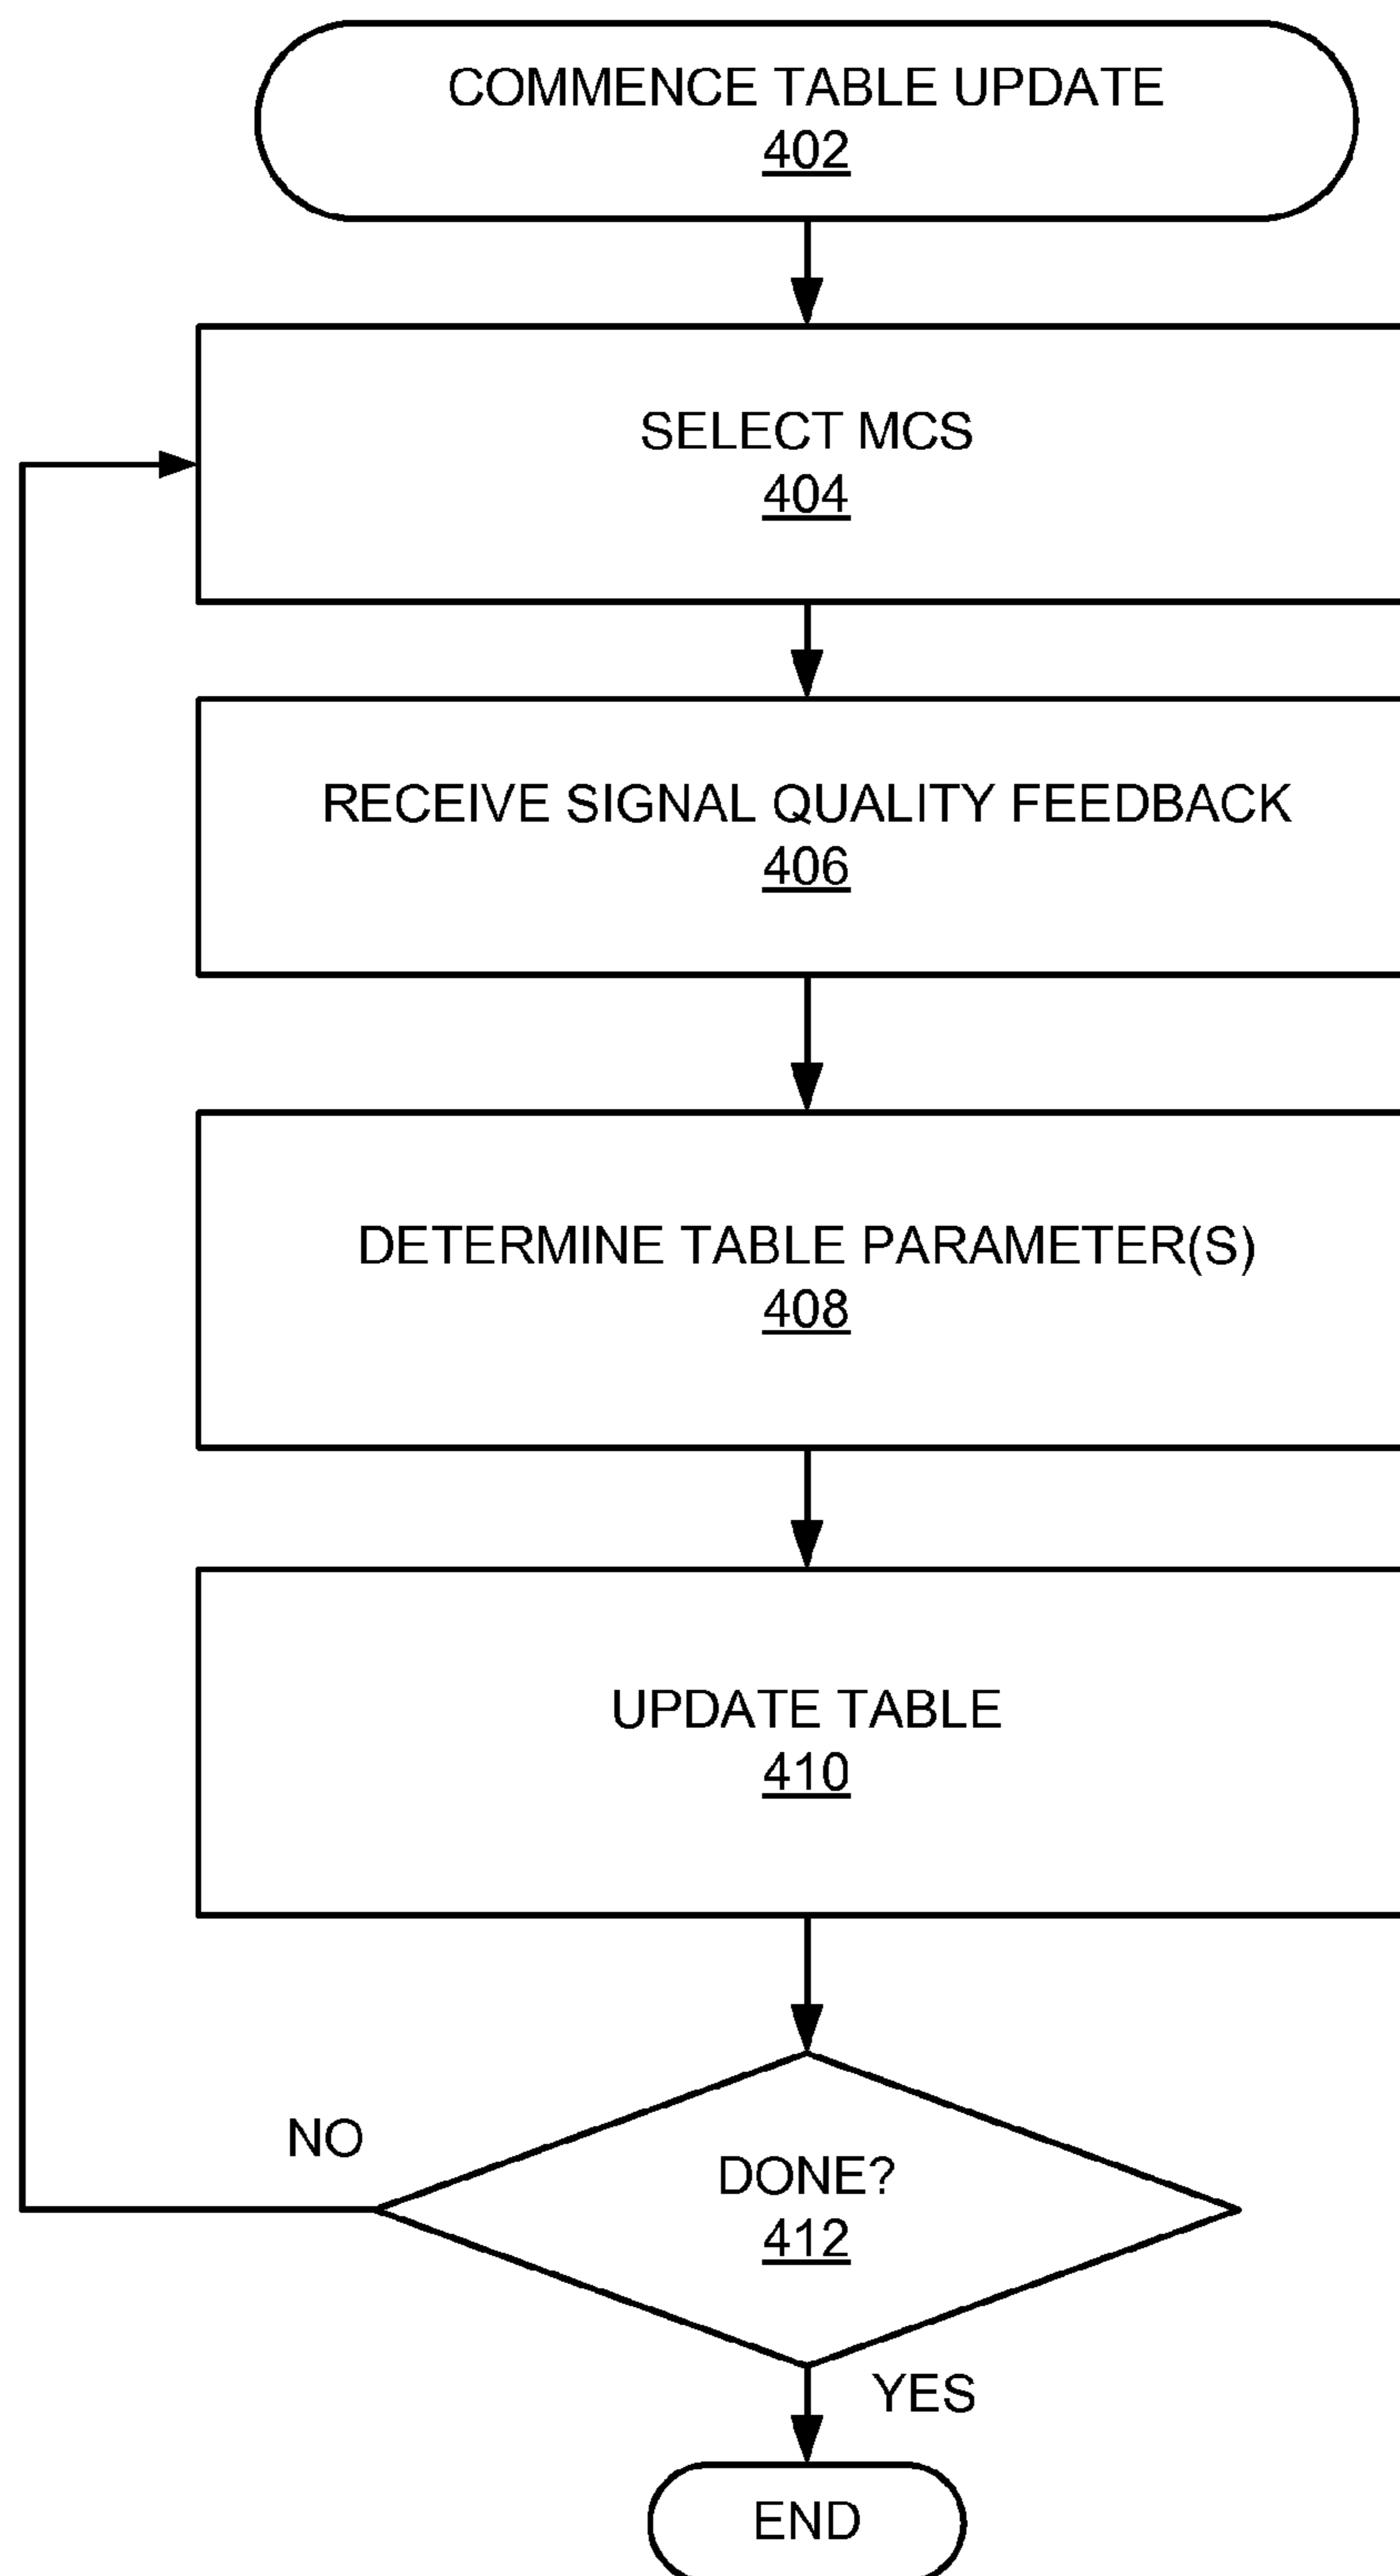 COMMENCE TABLE UPDATE
402
SELECT MCS
404
RECEIVE SIGNAL QUALITY FEEDBACK
406
DETERMINE TABLE PARAMETER(S)
408
UPDATE TABLE
410
NO
DONE?
412
YES
END